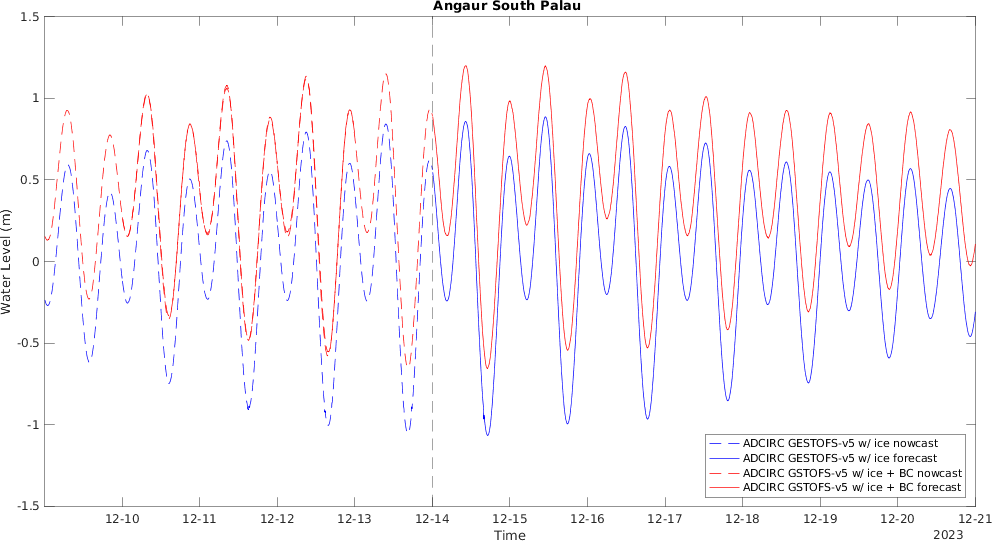 Angaur South Palau
1.5
1
0.5
0
-0.5
-1
-1.5
Water Level (m)
ADCIRC GESTOFS-v5 w/ ice nowcast
ADCIRC GESTOFS-v5 w/ ice forecast
ADCIRC GSTOFS-v5 w/ ice + BC nowcast
ADCIRC GSTOFS-v5 w/ ice + BC forecast
12-10 12-11 12-12 12-13 12-14 12-15 12-16 12-17 12-18 12-19 12-20 12-21
Time
2023